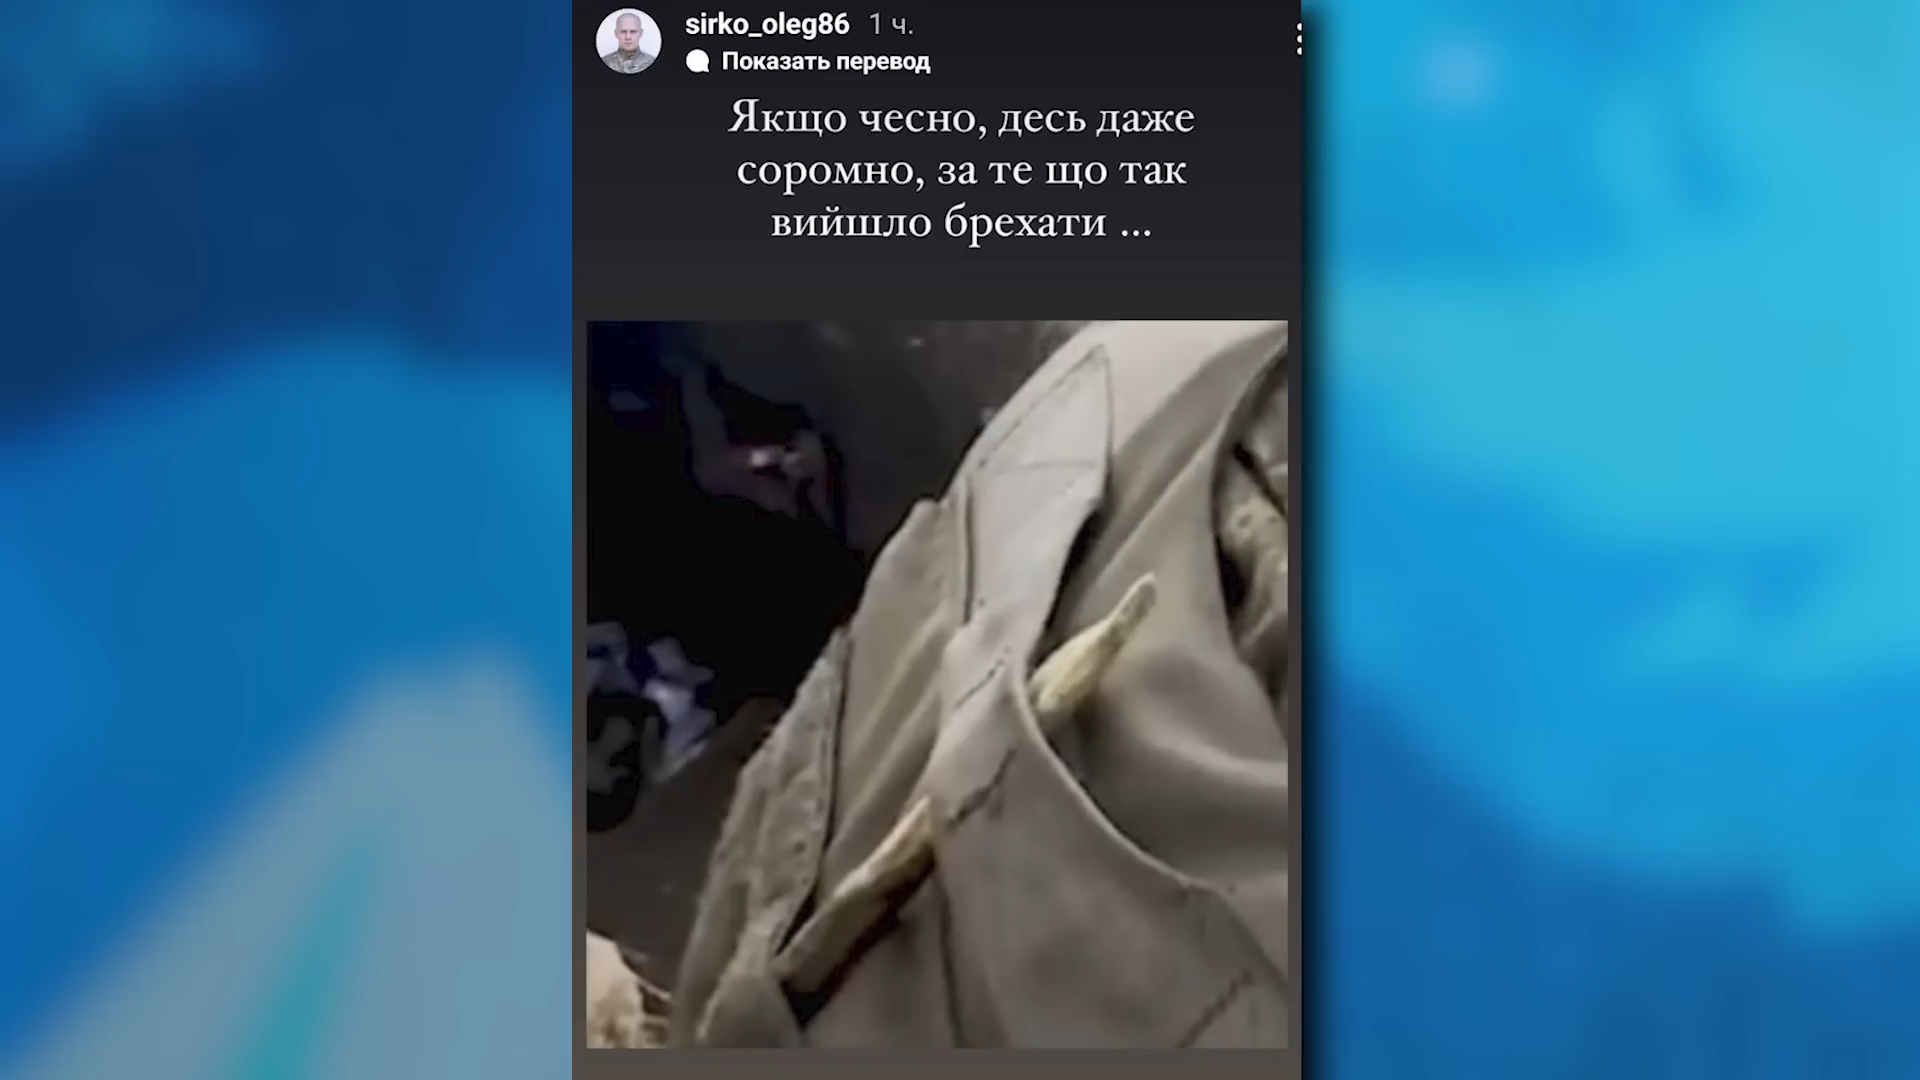 sirko_oleg86 1 ч.
Показать перевод
Якщо чесно, десь даже
соромно, за те що так
вийшло брехати ...